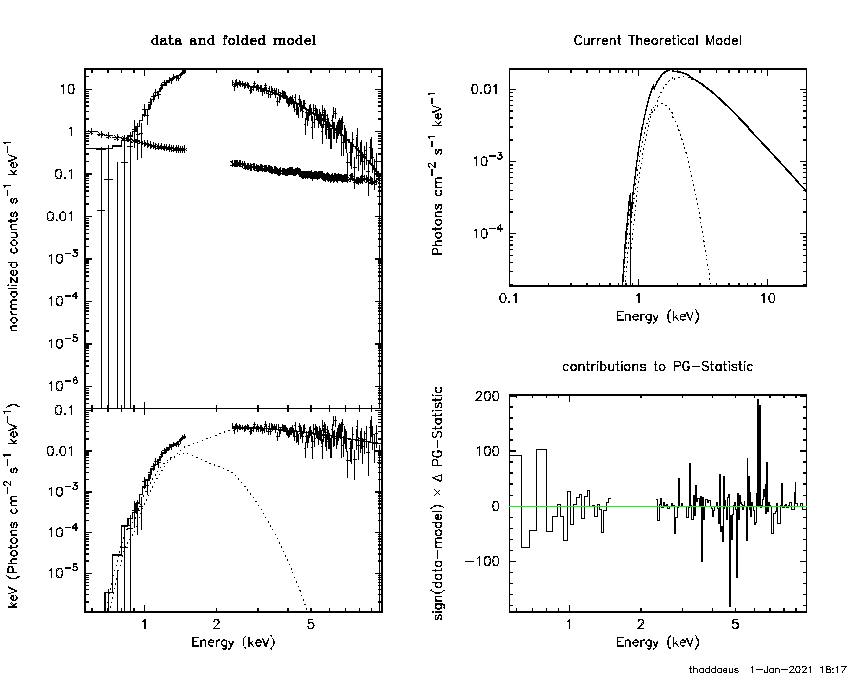 data and folded model
normalized counts s⁻¹ keV⁻¹
10
1
0.1
0.01
10⁻³
10⁻⁴
10⁻⁵
10⁻⁶
keV (Photons cm⁻² s⁻¹ keV⁻¹)
0.1
0.01
10⁻³
10⁻⁴
10⁻⁵
1 2 5
Energy (keV)
Current Theoretical Model
Photons cm⁻² s⁻¹ keV⁻¹
0.01
10⁻³
10⁻⁴
0.1 1 10
Energy (keV)
contributions to PG-Statistic
sign(data-model) × Δ PG-Statistic
200
100
0
-100
1 2 5
Energy (keV)
thaddaeus 1-Jan-2021 18:17